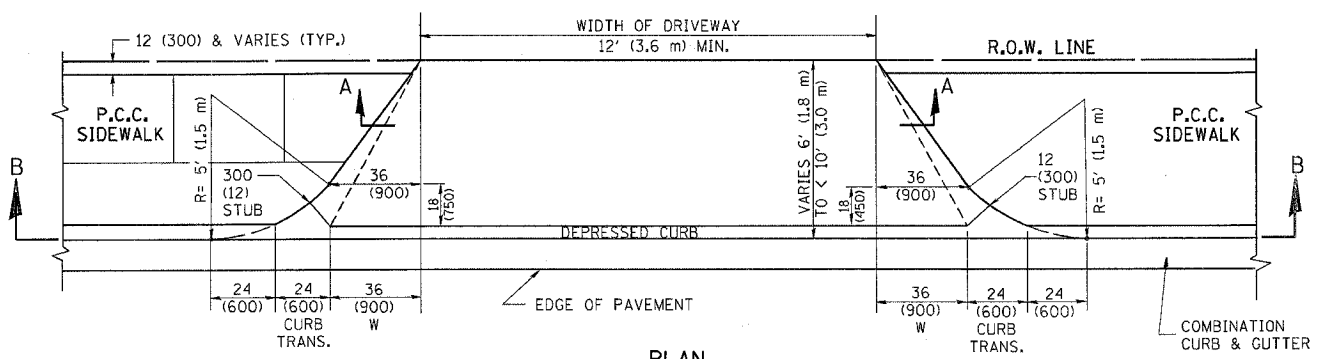 12 (300) & VARIES (TYP.)
WIDTH OF DRIVEWAY
12' (3.6 m) MIN.
R.O.W. LINE
P.C.C.
SIDEWALK
A
A
P.C.C.
SIDEWALK
B
B
R= 5' (1.5 m)
300
(12)
STUB
36
(900)
18
(750)
VARIES 6' (1.8 m)
TO < 10' (3.0 m)
36
(900)
18
(450)
12
(300)
STUB
R= 5' (1.5 m)
DEPRESSED CURB
24
(600)
24
(600)
CURB
TRANS.
36
(900)
W
EDGE OF PAVEMENT
36
(900)
W
24
(600)
CURB
TRANS.
24
(600)
COMBINATION
CURB & GUTTER
PLAN